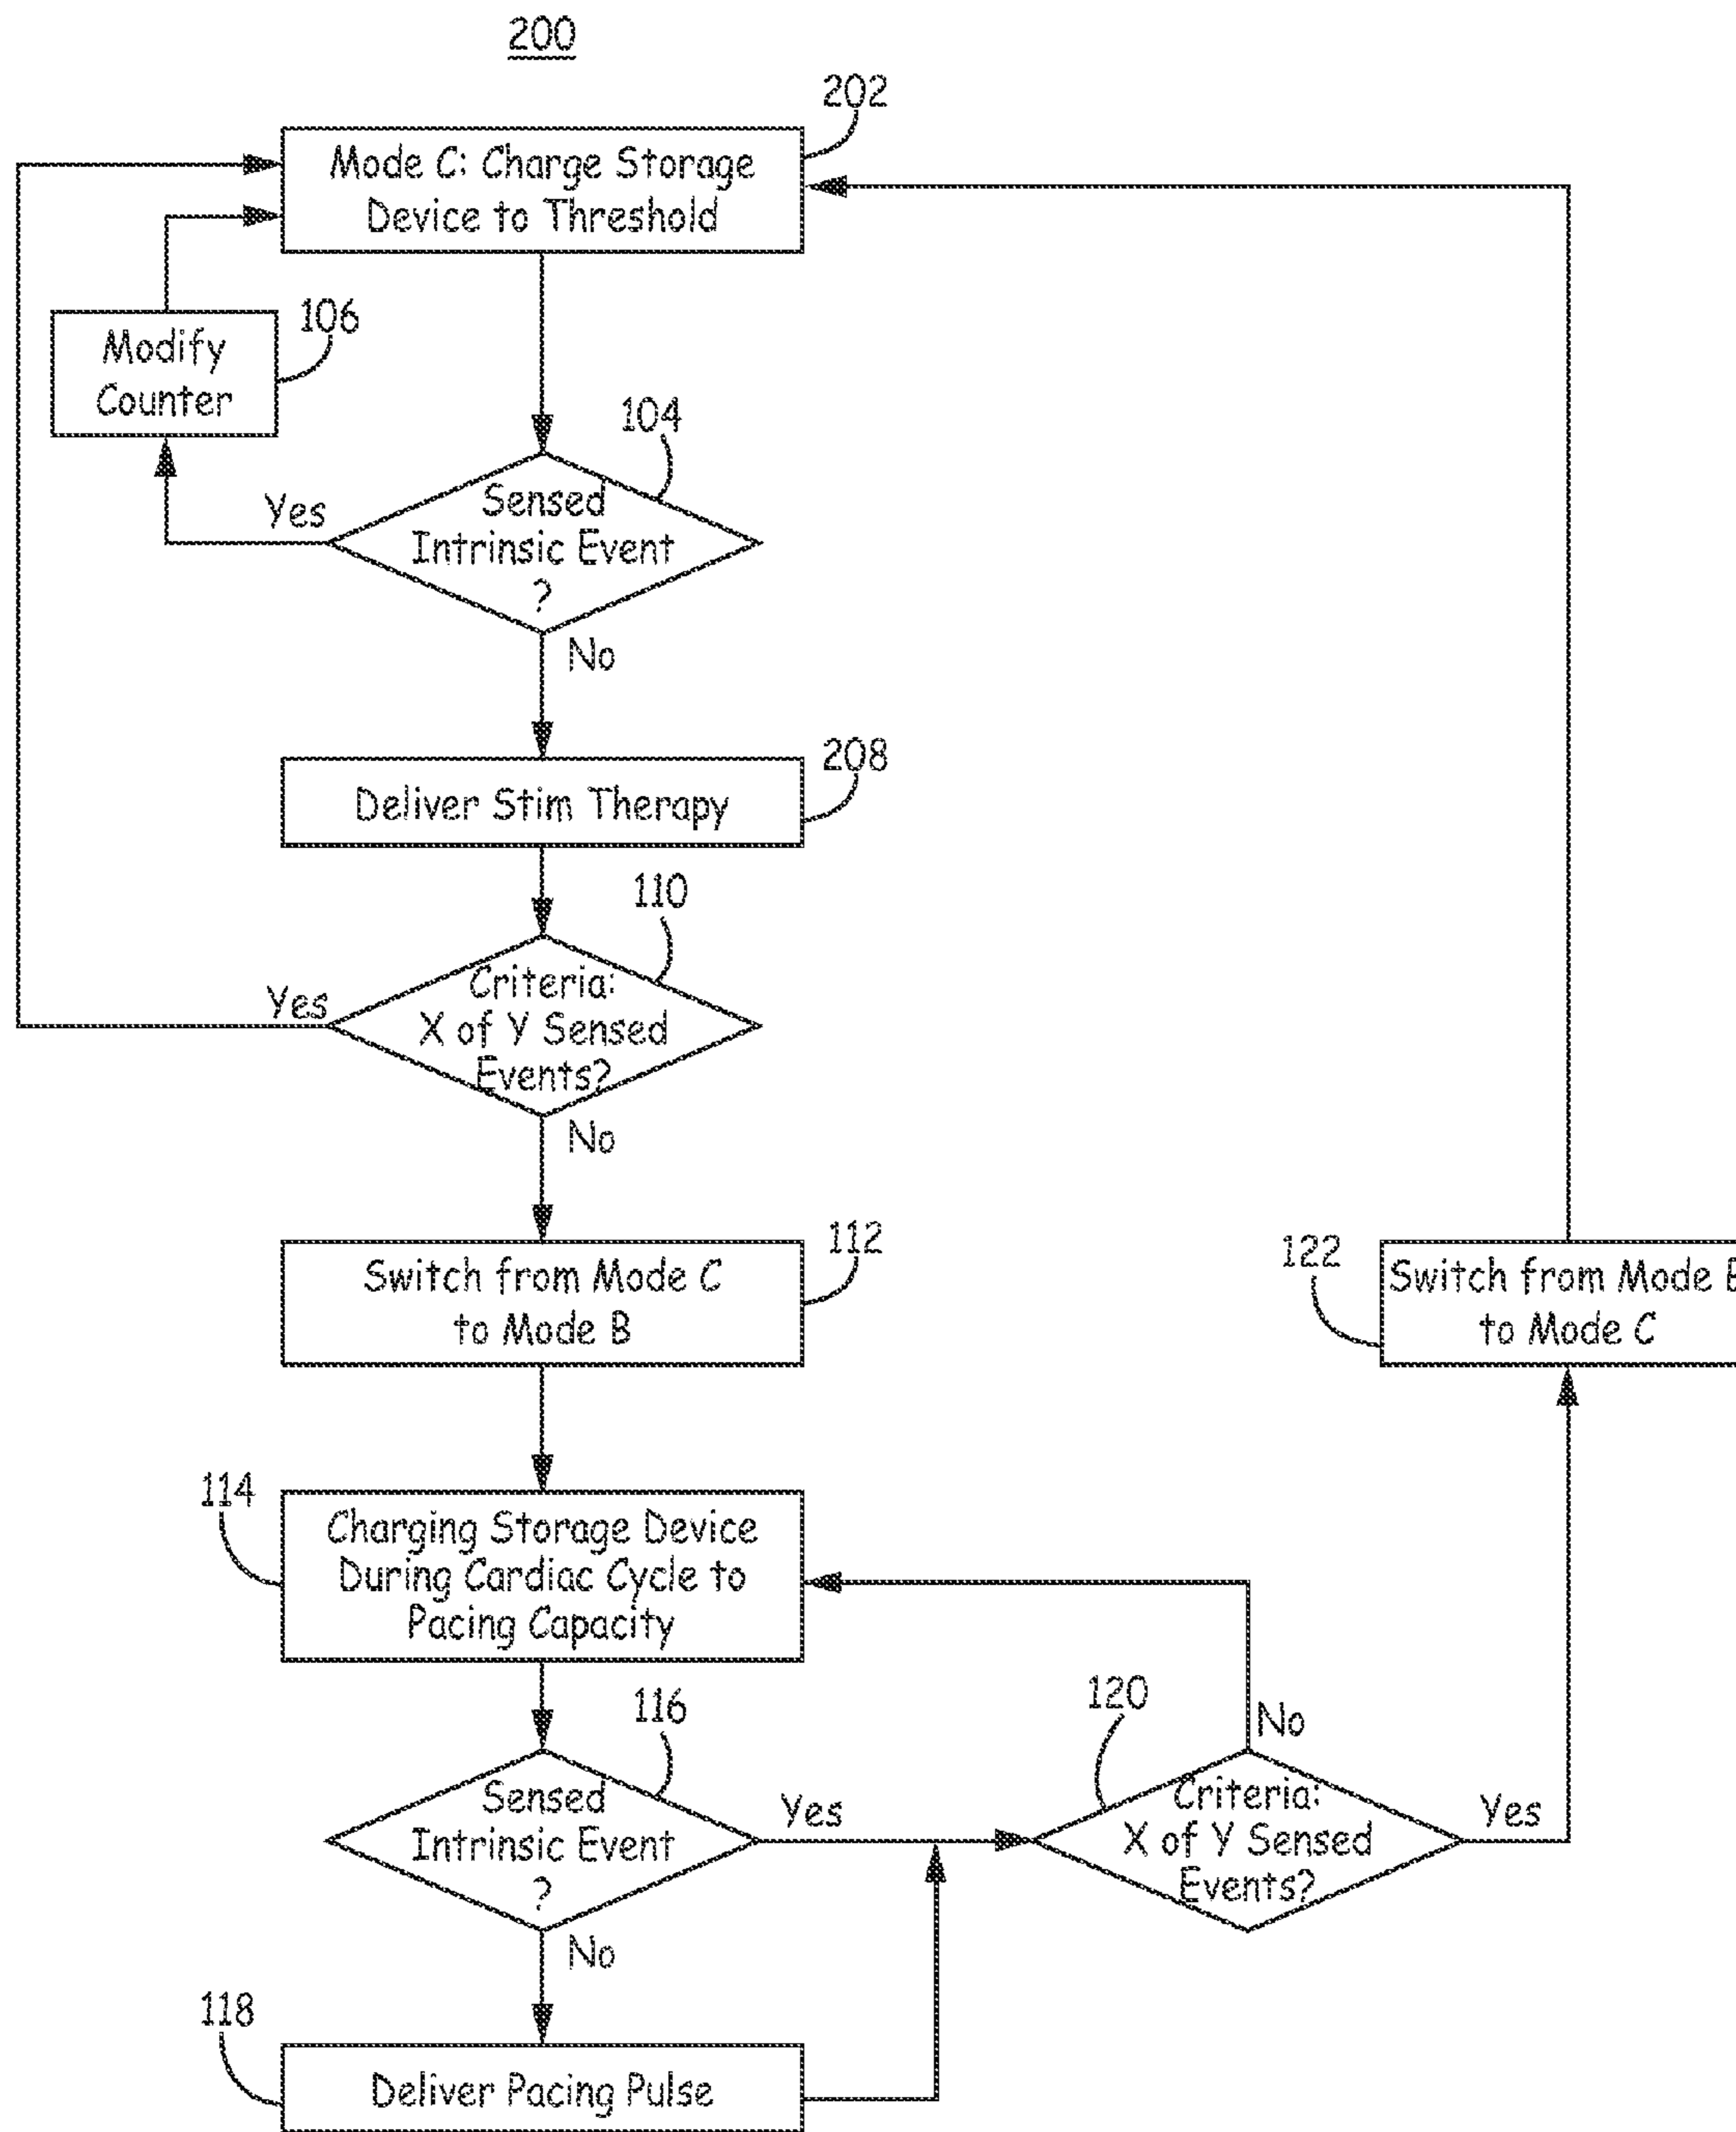 200
202
Mode C: Charge Storage
Device to Threshold
106
Modify
Counter
104
Sensed
Intrinsic Event
?
Yes
No
208
Deliver Stim Therapy
110
Criteria:
X of Y Sensed
Events?
Yes
No
112
Switch from Mode C
to Mode B
122
Switch from Mode B
to Mode C
114
Charging Storage Device
During Cardiac Cycle to
Pacing Capacity
116
Sensed
Intrinsic Event
?
Yes
No
120
Criteria:
X of Y Sensed
Events?
No
Yes
118
Deliver Pacing Pulse